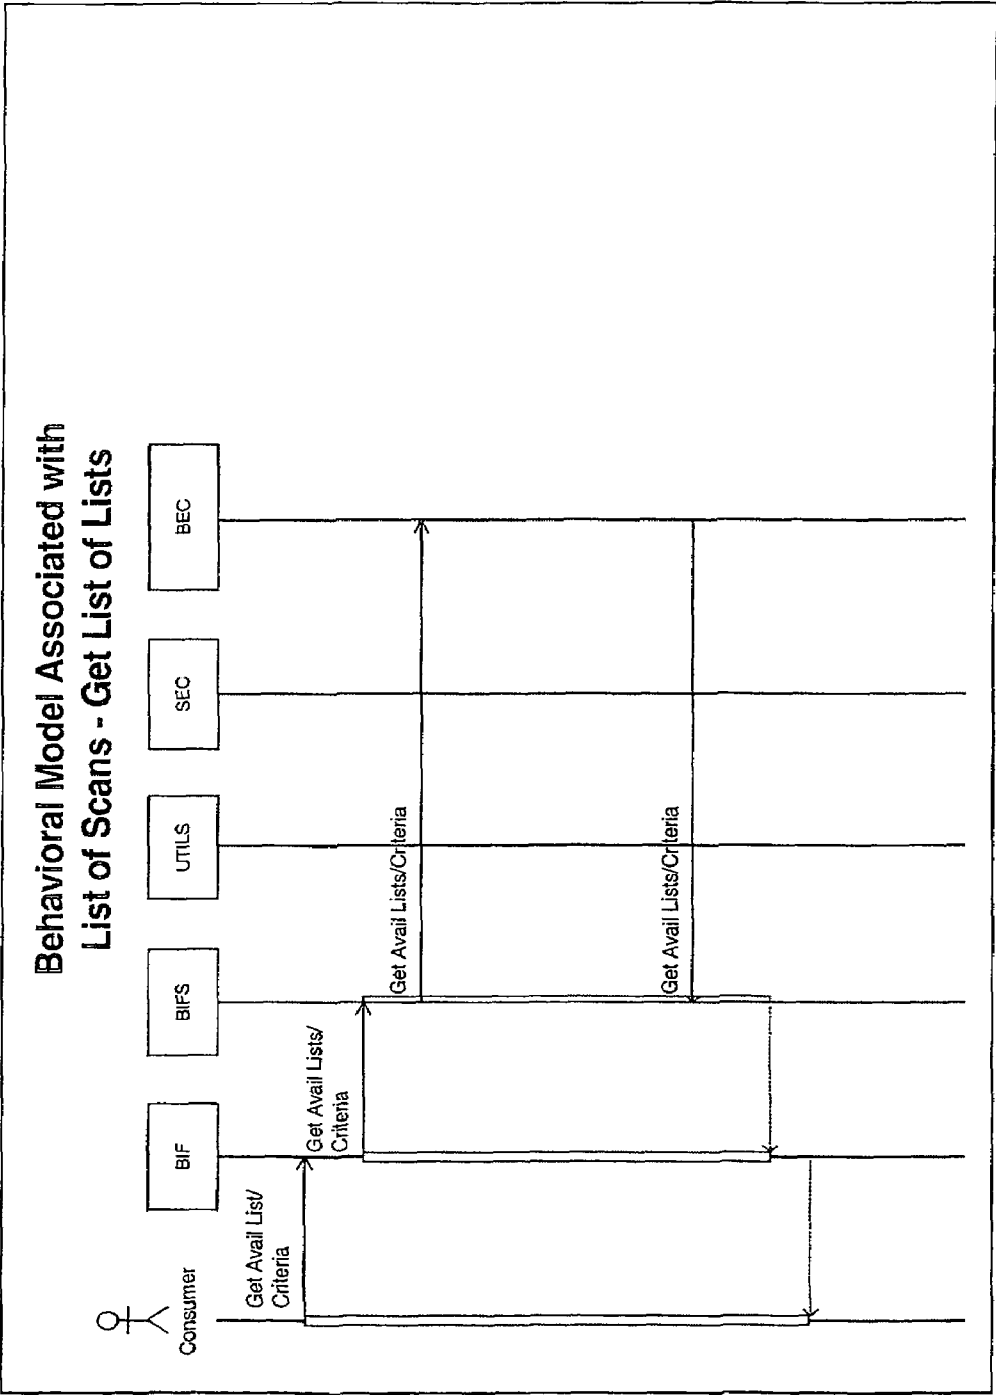 Behavioral Model Associated with
List of Scans - Get List of Lists
Consumer
BIF
BIFS
UTILS
SEC
BEC
Get Avail List/
Criteria
Get Avail Lists/
Criteria
Get Avail Lists/Criteria
Get Avail Lists/Criteria